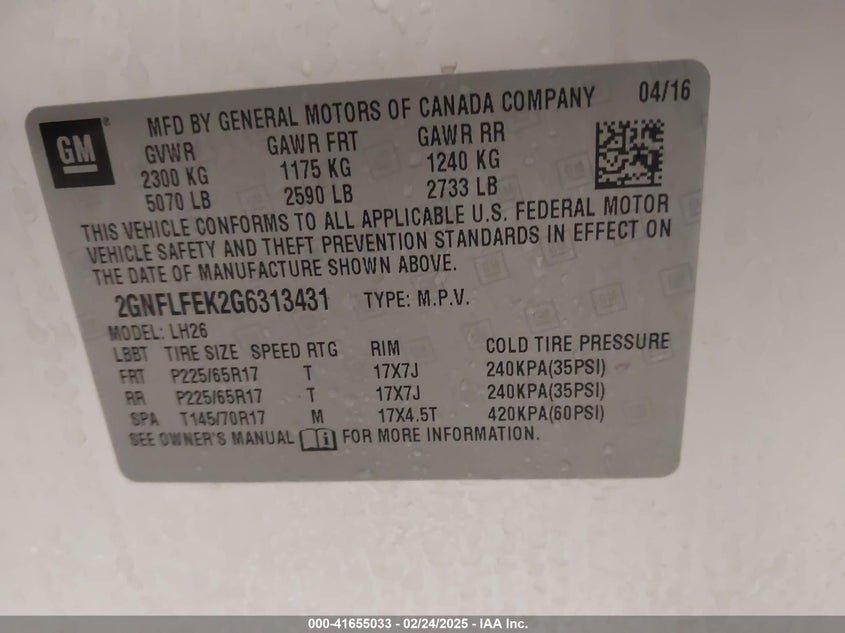 GM ®
MFD BY GENERAL MOTORS OF CANADA COMPANY 04/16
GVWR GAWR FRT GAWR RR
2300 KG 1175 KG 1240 KG
5070 LB 2590 LB 2733 LB
THIS VEHICLE CONFORMS TO ALL APPLICABLE U.S. FEDERAL MOTOR
VEHICLE SAFETY AND THEFT PREVENTION STANDARDS IN EFFECT ON
THE DATE OF MANUFACTURE SHOWN ABOVE.
2GNFLFEK2G6313431 TYPE: M.P.V.
MODEL: LH26
LBBT TIRE SIZE SPEED RTG RIM COLD TIRE PRESSURE
FRT P225/65R17 T 17X7J 240KPA(35PSI)
RR P225/65R17 T 17X7J 240KPA(35PSI)
SPA T145/70R17 M 17X4.5T 420KPA(60PSI)
SEE OWNER'S MANUAL i FOR MORE INFORMATION.
000-41655033 - 02/24/2025 - IAA Inc.